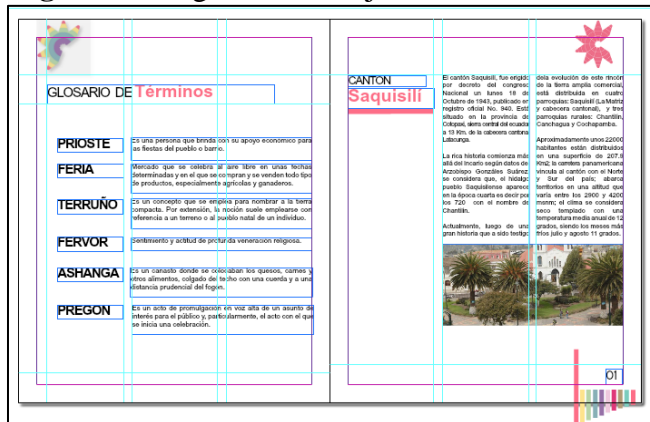 GLOSARIO DE Términos
PRIOSTE
Es una persona que brinda con su apoyo económico para
las fiestas del pueblo o barrio.
FERIA
Mercado que se celebra al aire libre en unas fechas
determinadas y en el que se compran y se venden todo tipo
de productos, especialmente agrícolas y ganaderos.
TERRUÑO
Es un concepto que se emplea para nombrar a la tierra
compacta. Por extensión, la noción suele emplearse con
referencia a un terreno o al pueblo natal de un individuo.
FERVOR
Sentimiento y actitud de profunda veneración religiosa.
ASHANGA
Es un canasto donde se colocaban los quesos, carnes y
otros alimentos, colgado del techo con una cuerda y a una
distancia prudencial del fogón.
PREGON
Es un acto de promulgación en voz alta de un asunto de
interés para el público y, particularmente, el acto con el que
se inicia una celebración.
CANTON
Saquisilí
El cantón Saquisilí, fue erigido
por decreto del congreso
Nacional un lunes 18 de
Octubre de 1943, publicado en
registro oficial No. 940. Está
situado en la provincia de
Cotopaxi, sierra central del ecuador
a 13 Km. de la cabecera cantonal
Latacunga.
La rica historia comienza más
allá del Incario según datos de
Arzobispo Gonzáles Suárez,
se considera que, el hidalgo
pueblo Saquisilense aparece
en la época cuarta es decir por
los 720 con el nombre de
Chantilín.
Actualmente, luego de una
gran historia que a sido testigo
dela evolución de este rincón
de la tierra amplia comercial,
está distribuida en cuatro
parroquias: Saquisilí (La Matriz
y cabecera cantonal), y tres
parroquias rurales: Chantilín,
Canchagua y Cochapamba.
Aproximadamente unos 22000
habitantes están distribuidos
en una superficie de 207.9
Km2; la carretera panamericana
vincula al cantón con el Norte
y Sur del país; abarca
territorios en una altitud que
varía entre los 2900 y 4200
msnm; el clima se considera
seco templado con una
temperatura media anual de 12
grados, siendo los meses más
fríos julio y agosto 11 grados.
01